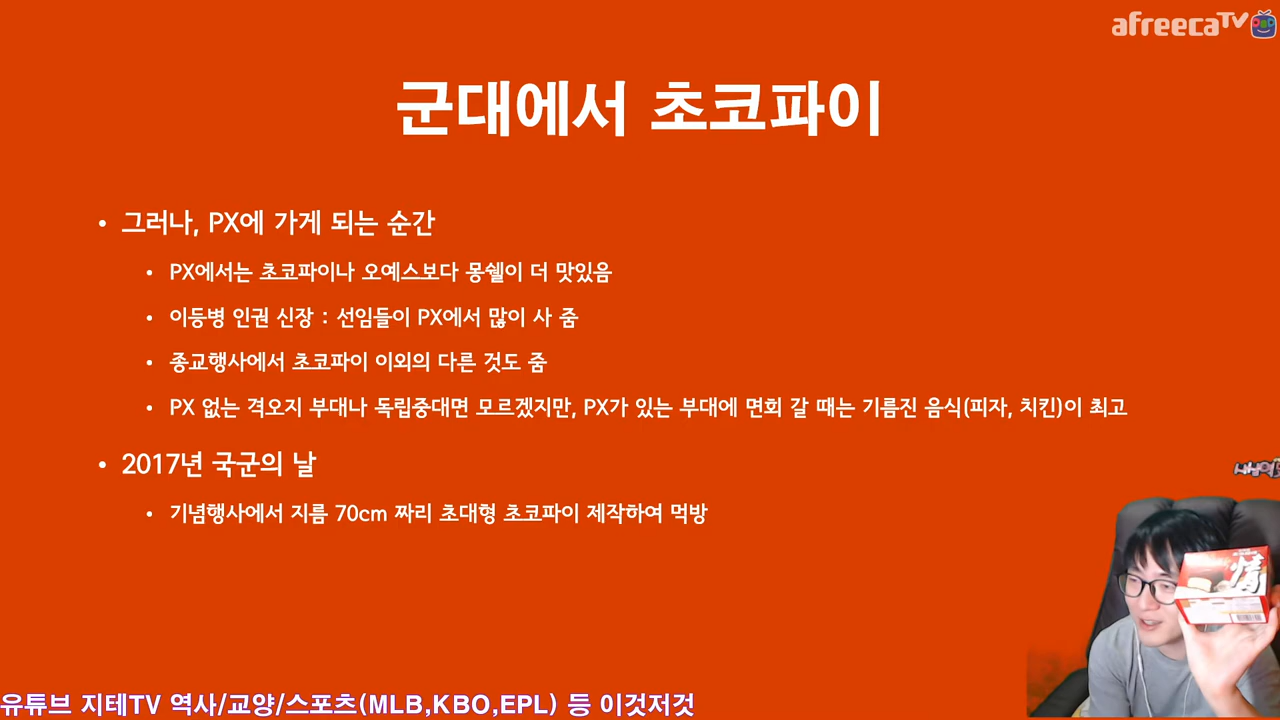 afreecaTV
군대에서 초코파이
• 그러나, PX에 가게 되는 순간
• PX에서는 초코파이나 오예스보다 몽쉘이 더 맛있음
• 이등병 인권 신장 : 선임들이 PX에서 많이 사 줌
• 종교행사에서 초코파이 이외의 다른 것도 줌
• PX 없는 격오지 부대나 독립중대면 모르겠지만, PX가 있는 부대에 면회 갈 때는 기름진 음식(피자, 치킨)이 최고
• 2017년 국군의 날
• 기념행사에서 지름 70cm 짜리 초대형 초코파이 제작하여 먹방
情
유튜브 지테TV 역사/교양/스포츠(MLB,KBO,EPL) 등 이것저것